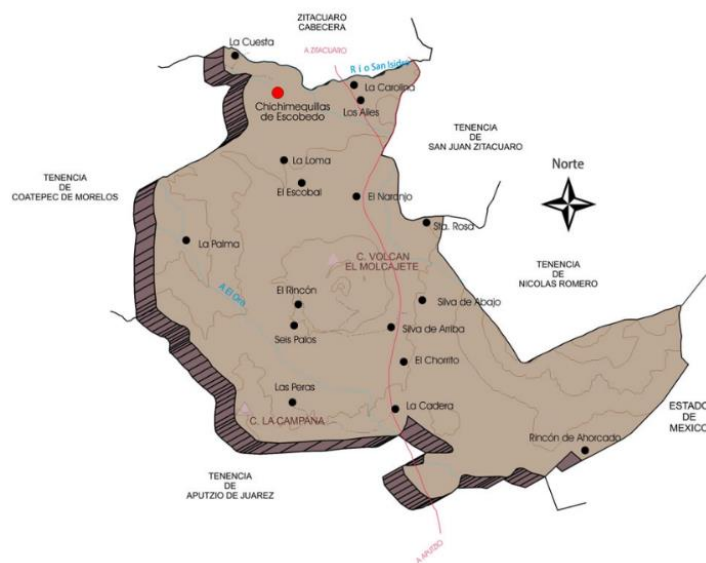 ZITACUARO
CABECERA
La Cuesta
A ZITACUARO
Río San Isidro
La Carolina
Chichimequillas
de Escobedo
Los Ailes
TENENCIA
DE
SAN JUAN ZITACUARO
La Loma
El Escobal
El Naranjo
Norte
TENENCIA
DE
COATEPEC DE MORELOS
Sta. Rosa
La Palma
C. VOLCAN
EL MOLCAJETE
TENENCIA
DE
NICOLAS ROMERO
El Rincón
Silva de Abajo
Seis Palos
Silva de Arriba
El Chorrito
Las Peras
La Cadera
C. LA CAMPANA
ESTADO
DE
MEXICO
Rincón de Ahorcado
TENENCIA
DE
APUTZIO DE JUAREZ
A APUTZIO